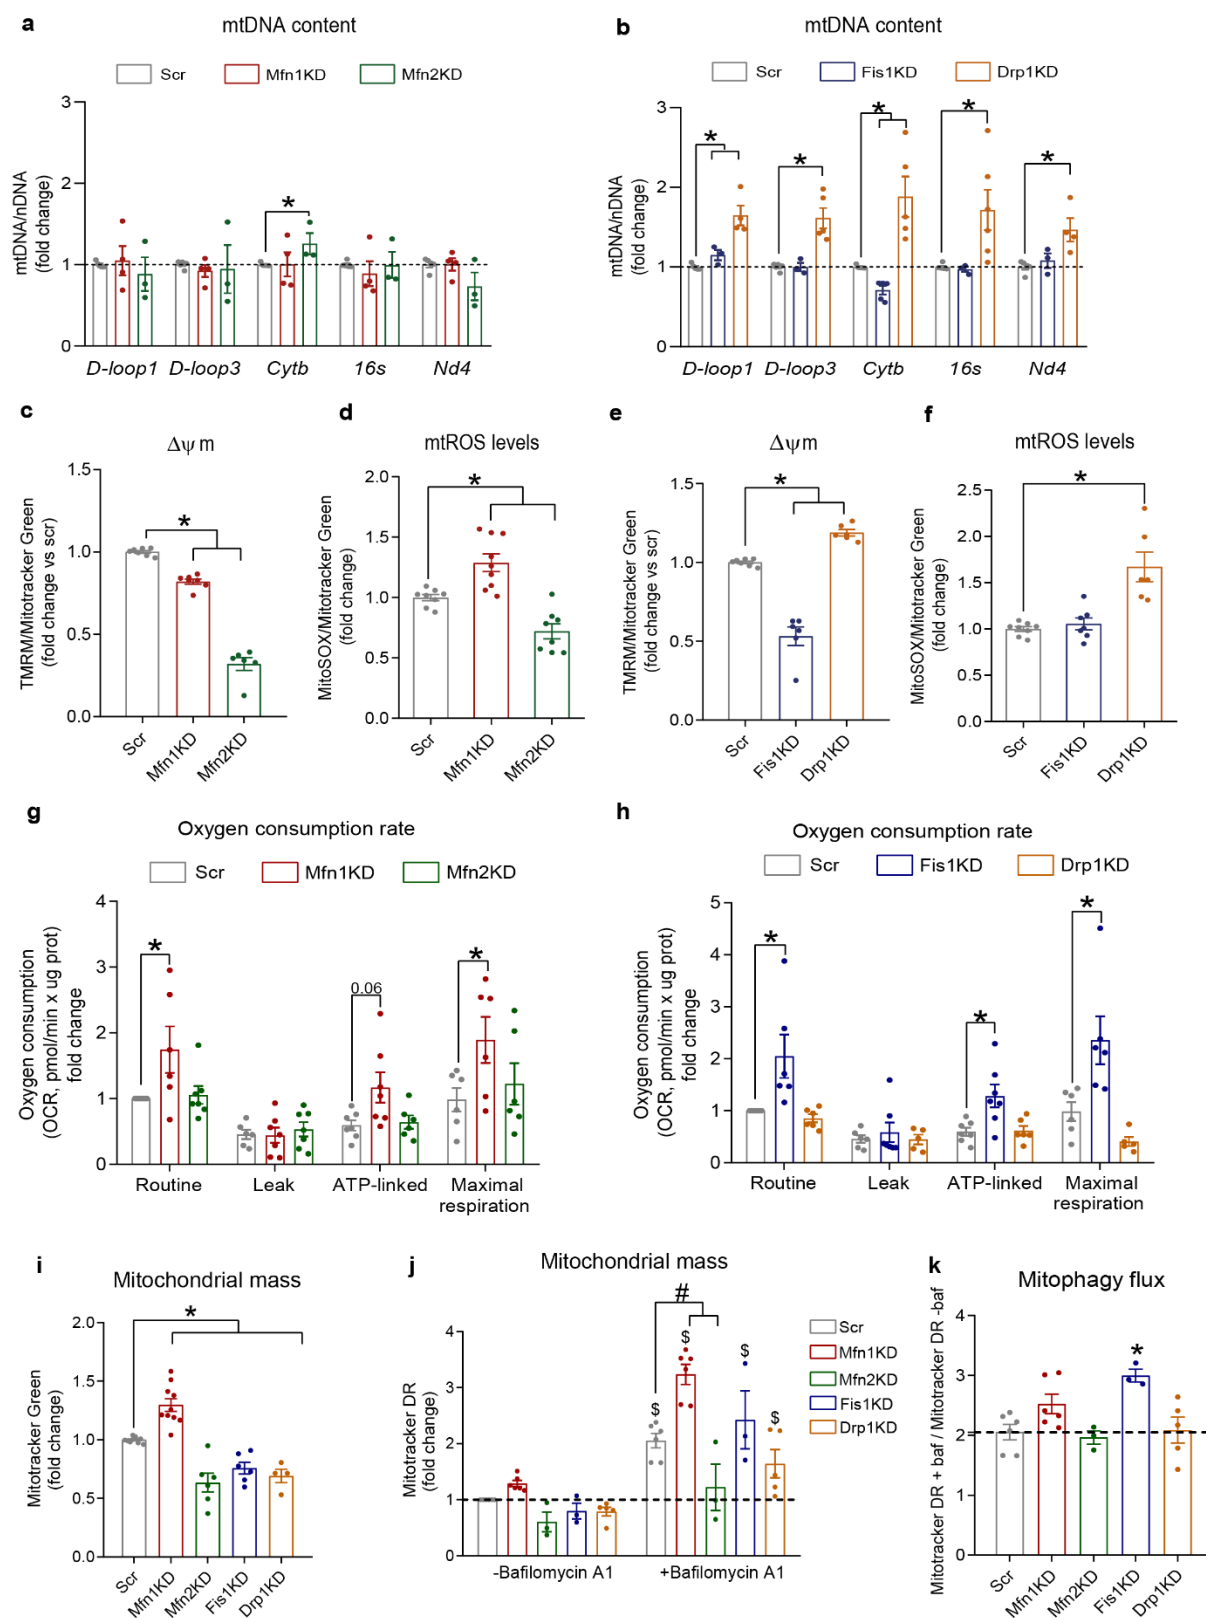 a
mtDNA content
Scr Mfn1KD Mfn2KD
mtDNA/nDNA
(fold change)
3
2
1
0
*
D-loop1 D-loop3 Cytb 16s Nd4
b
mtDNA content
Scr Fis1KD Drp1KD
mtDNA/nDNA
(fold change)
3
2
1
0
* * * * *
D-loop1 D-loop3 Cytb 16s Nd4
c
Δψ m
TMRM/Mitotracker Green
(fold change vs scr)
1.5
1.0
0.5
0.0
*
Scr Mfn1KD Mfn2KD
d
mtROS levels
MitoSOX/Mitotracker Green
(fold change)
2.0
1.5
1.0
0.5
0.0
*
Scr Mfn1KD Mfn2KD
e
Δψ m
TMRM/Mitotracker Green
(fold change vs scr)
1.5
1.0
0.5
0.0
*
Scr Fis1KD Drp1KD
f
mtROS levels
MitoSOX/Mitotracker Green
(fold change)
2.5
2.0
1.5
1.0
0.5
0.0
*
Scr Fis1KD Drp1KD
g
Oxygen consumption rate
Scr Mfn1KD Mfn2KD
Oxygen consumption
(OCR, pmol/min x ug prot)
fold change
4
3
2
1
0
* 0.06 *
Routine Leak ATP-linked Maximal
respiration
h
Oxygen consumption rate
Scr Fis1KD Drp1KD
Oxygen consumption
(OCR, pmol/min x ug prot)
fold change
5
4
3
2
1
0
* * *
Routine Leak ATP-linked Maximal
respiration
i
Mitochondrial mass
Mitotracker Green
(fold change)
2.0
1.5
1.0
0.5
0.0
*
Scr Mfn1KD Mfn2KD Fis1KD Drp1KD
j
Mitochondrial mass
Mitotracker DR
(fold change)
4
3
2
1
0
#
$ $ $ $
-Bafilomycin A1 +Bafilomycin A1
Scr
Mfn1KD
Mfn2KD
Fis1KD
Drp1KD
k
Mitophagy flux
Mitotracker DR + baf / Mitotracker DR -baf
4
3
2
1
0
*
Scr Mfn1KD Mfn2KD Fis1KD Drp1KD